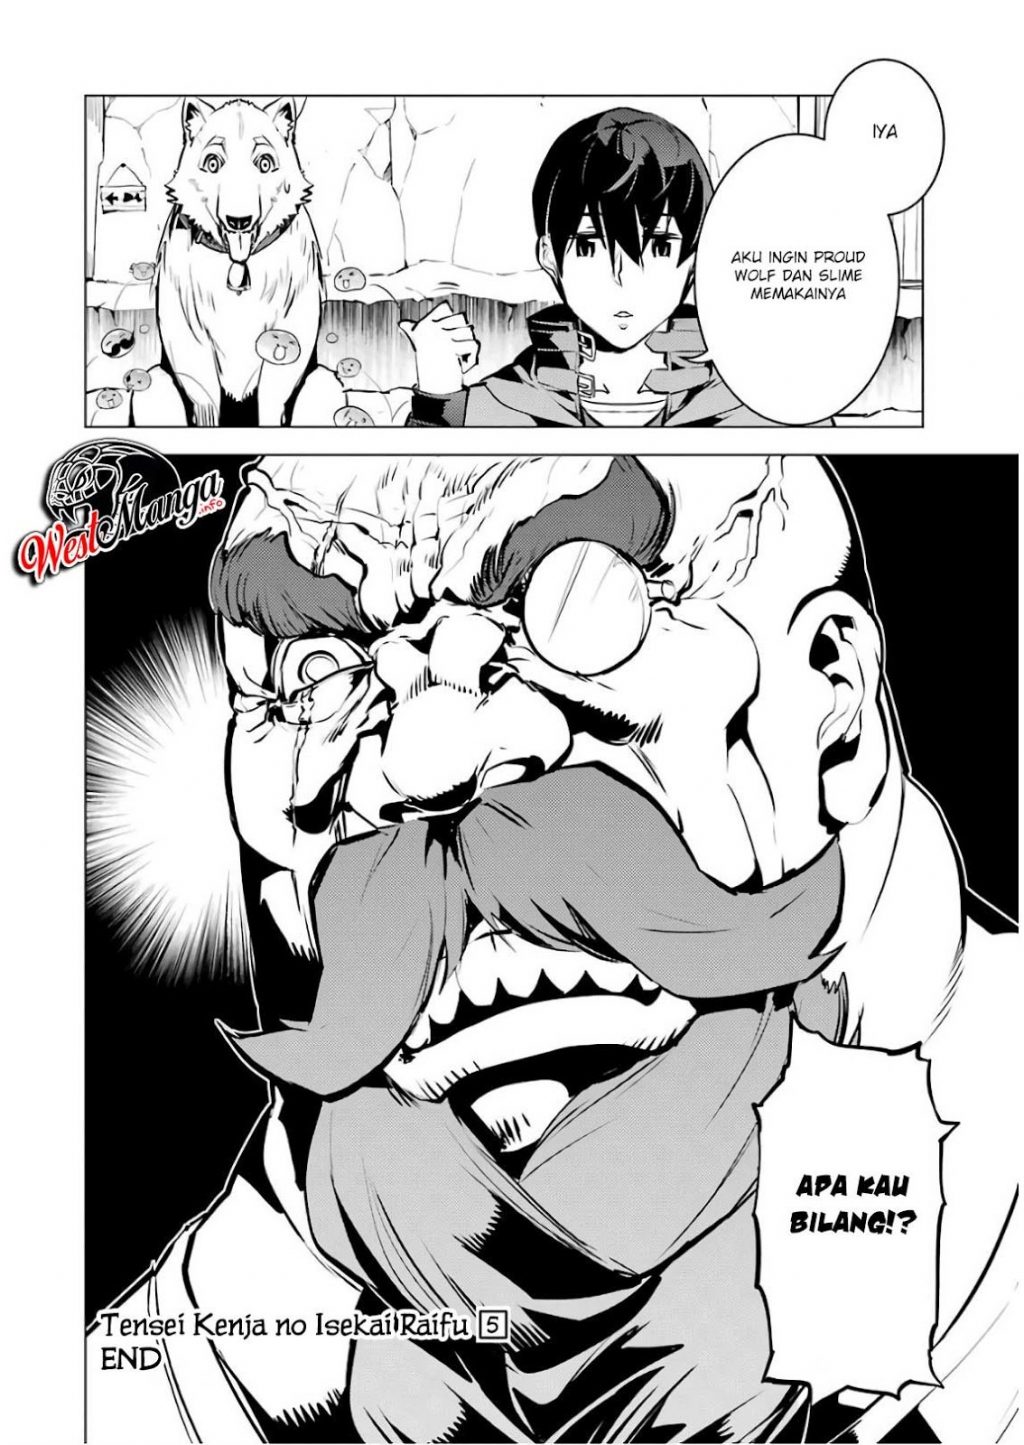 IYA
AKU INGIN PROUD
WOLF DAN SLIME
MEMAKAINYA
WestManga
.info
APA KAU
BILANG!?
Tensei Kenja no Isekai Raifu 5
END